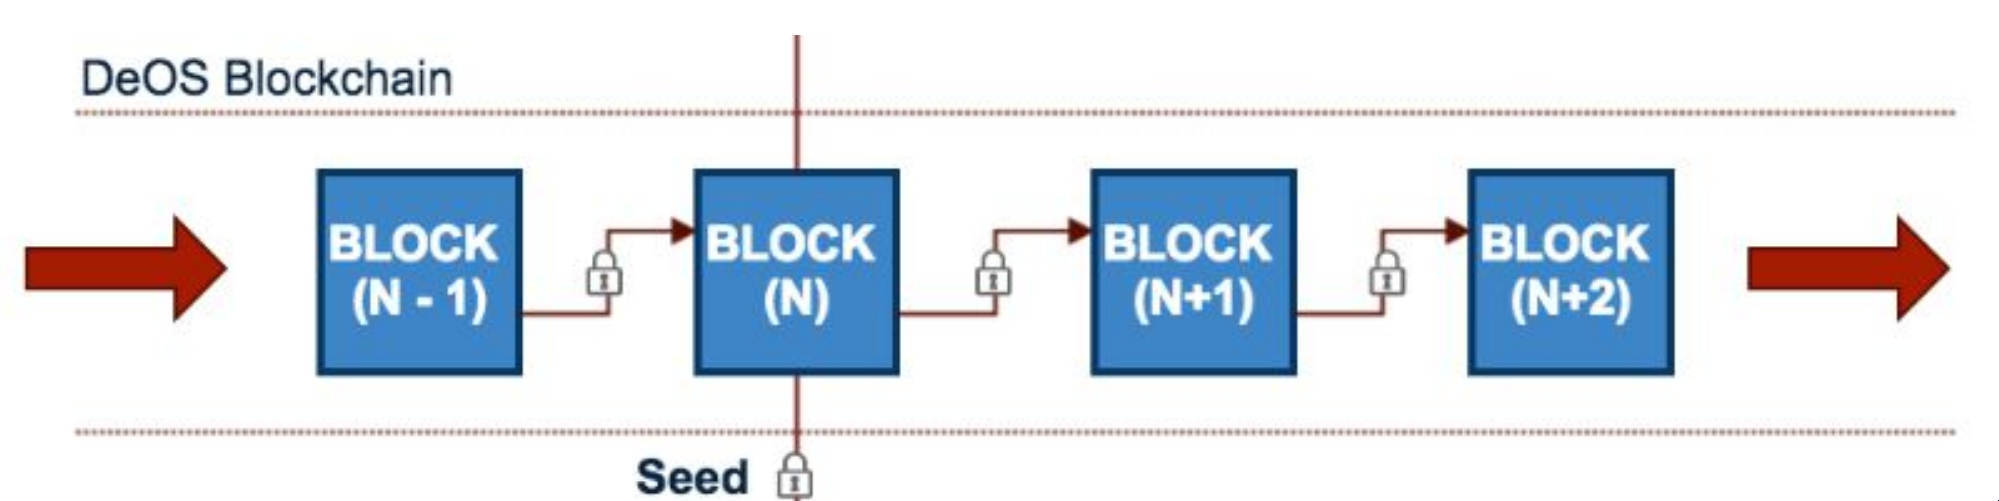 DeOS Blockchain
BLOCK
(N - 1)
BLOCK
(N)
BLOCK
(N+1)
BLOCK
(N+2)
Seed